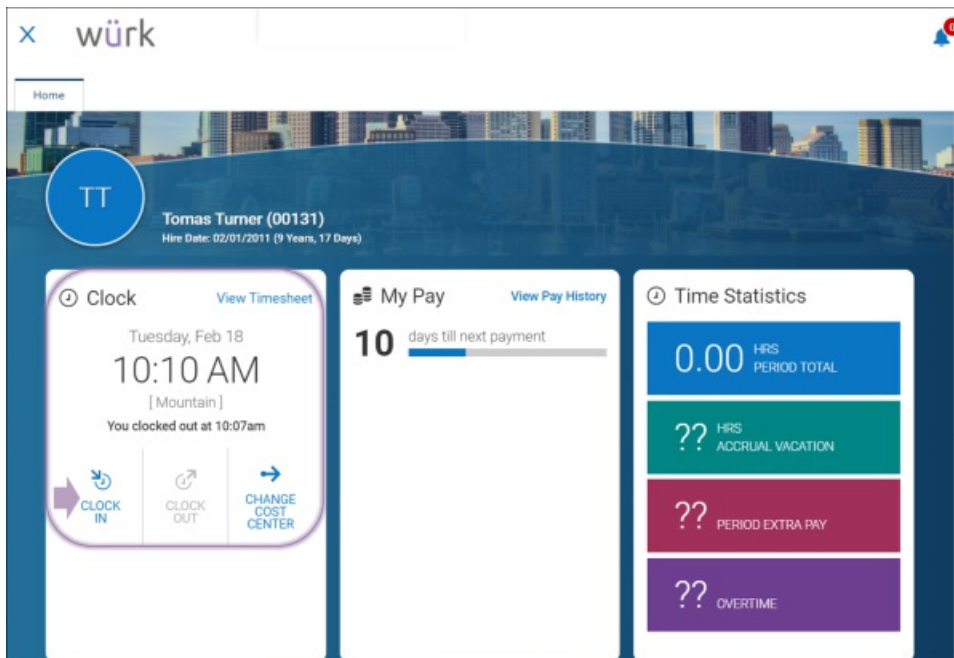 X würk
Home
TT
Tomas Turner (00131)
Hire Date: 02/01/2011 (9 Years, 17 Days)
Clock View Timesheet
Tuesday, Feb 18
10:10 AM
[ Mountain ]
You clocked out at 10:07am
CLOCK
IN
CLOCK
OUT
CHANGE
COST
CENTER
My Pay View Pay History
10 days till next payment
Time Statistics
0.00 HRS
PERIOD TOTAL
?? HRS
ACCRUAL VACATION
?? PERIOD EXTRA PAY
?? OVERTIME